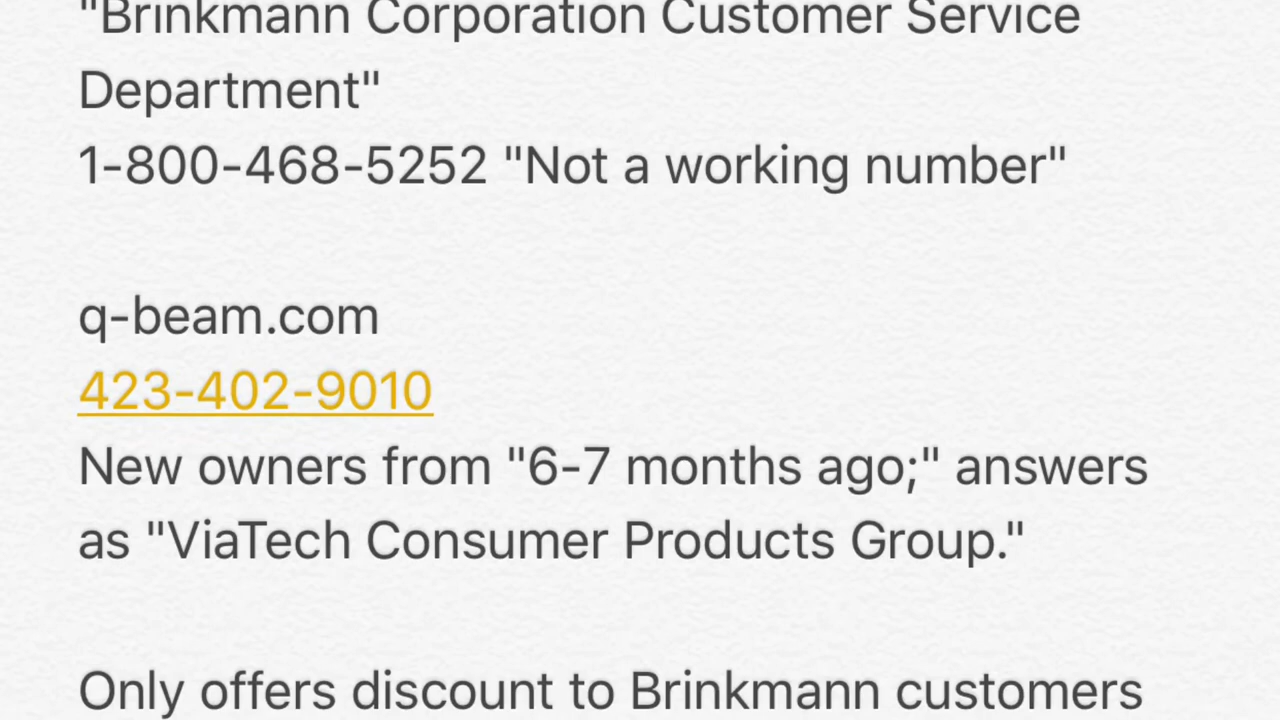 "Brinkmann Corporation Customer Service
Department"
1-800-468-5252 "Not a working number"
q-beam.com
423-402-9010
New owners from "6-7 months ago;" answers
as "ViaTech Consumer Products Group."
Only offers discount to Brinkmann customers